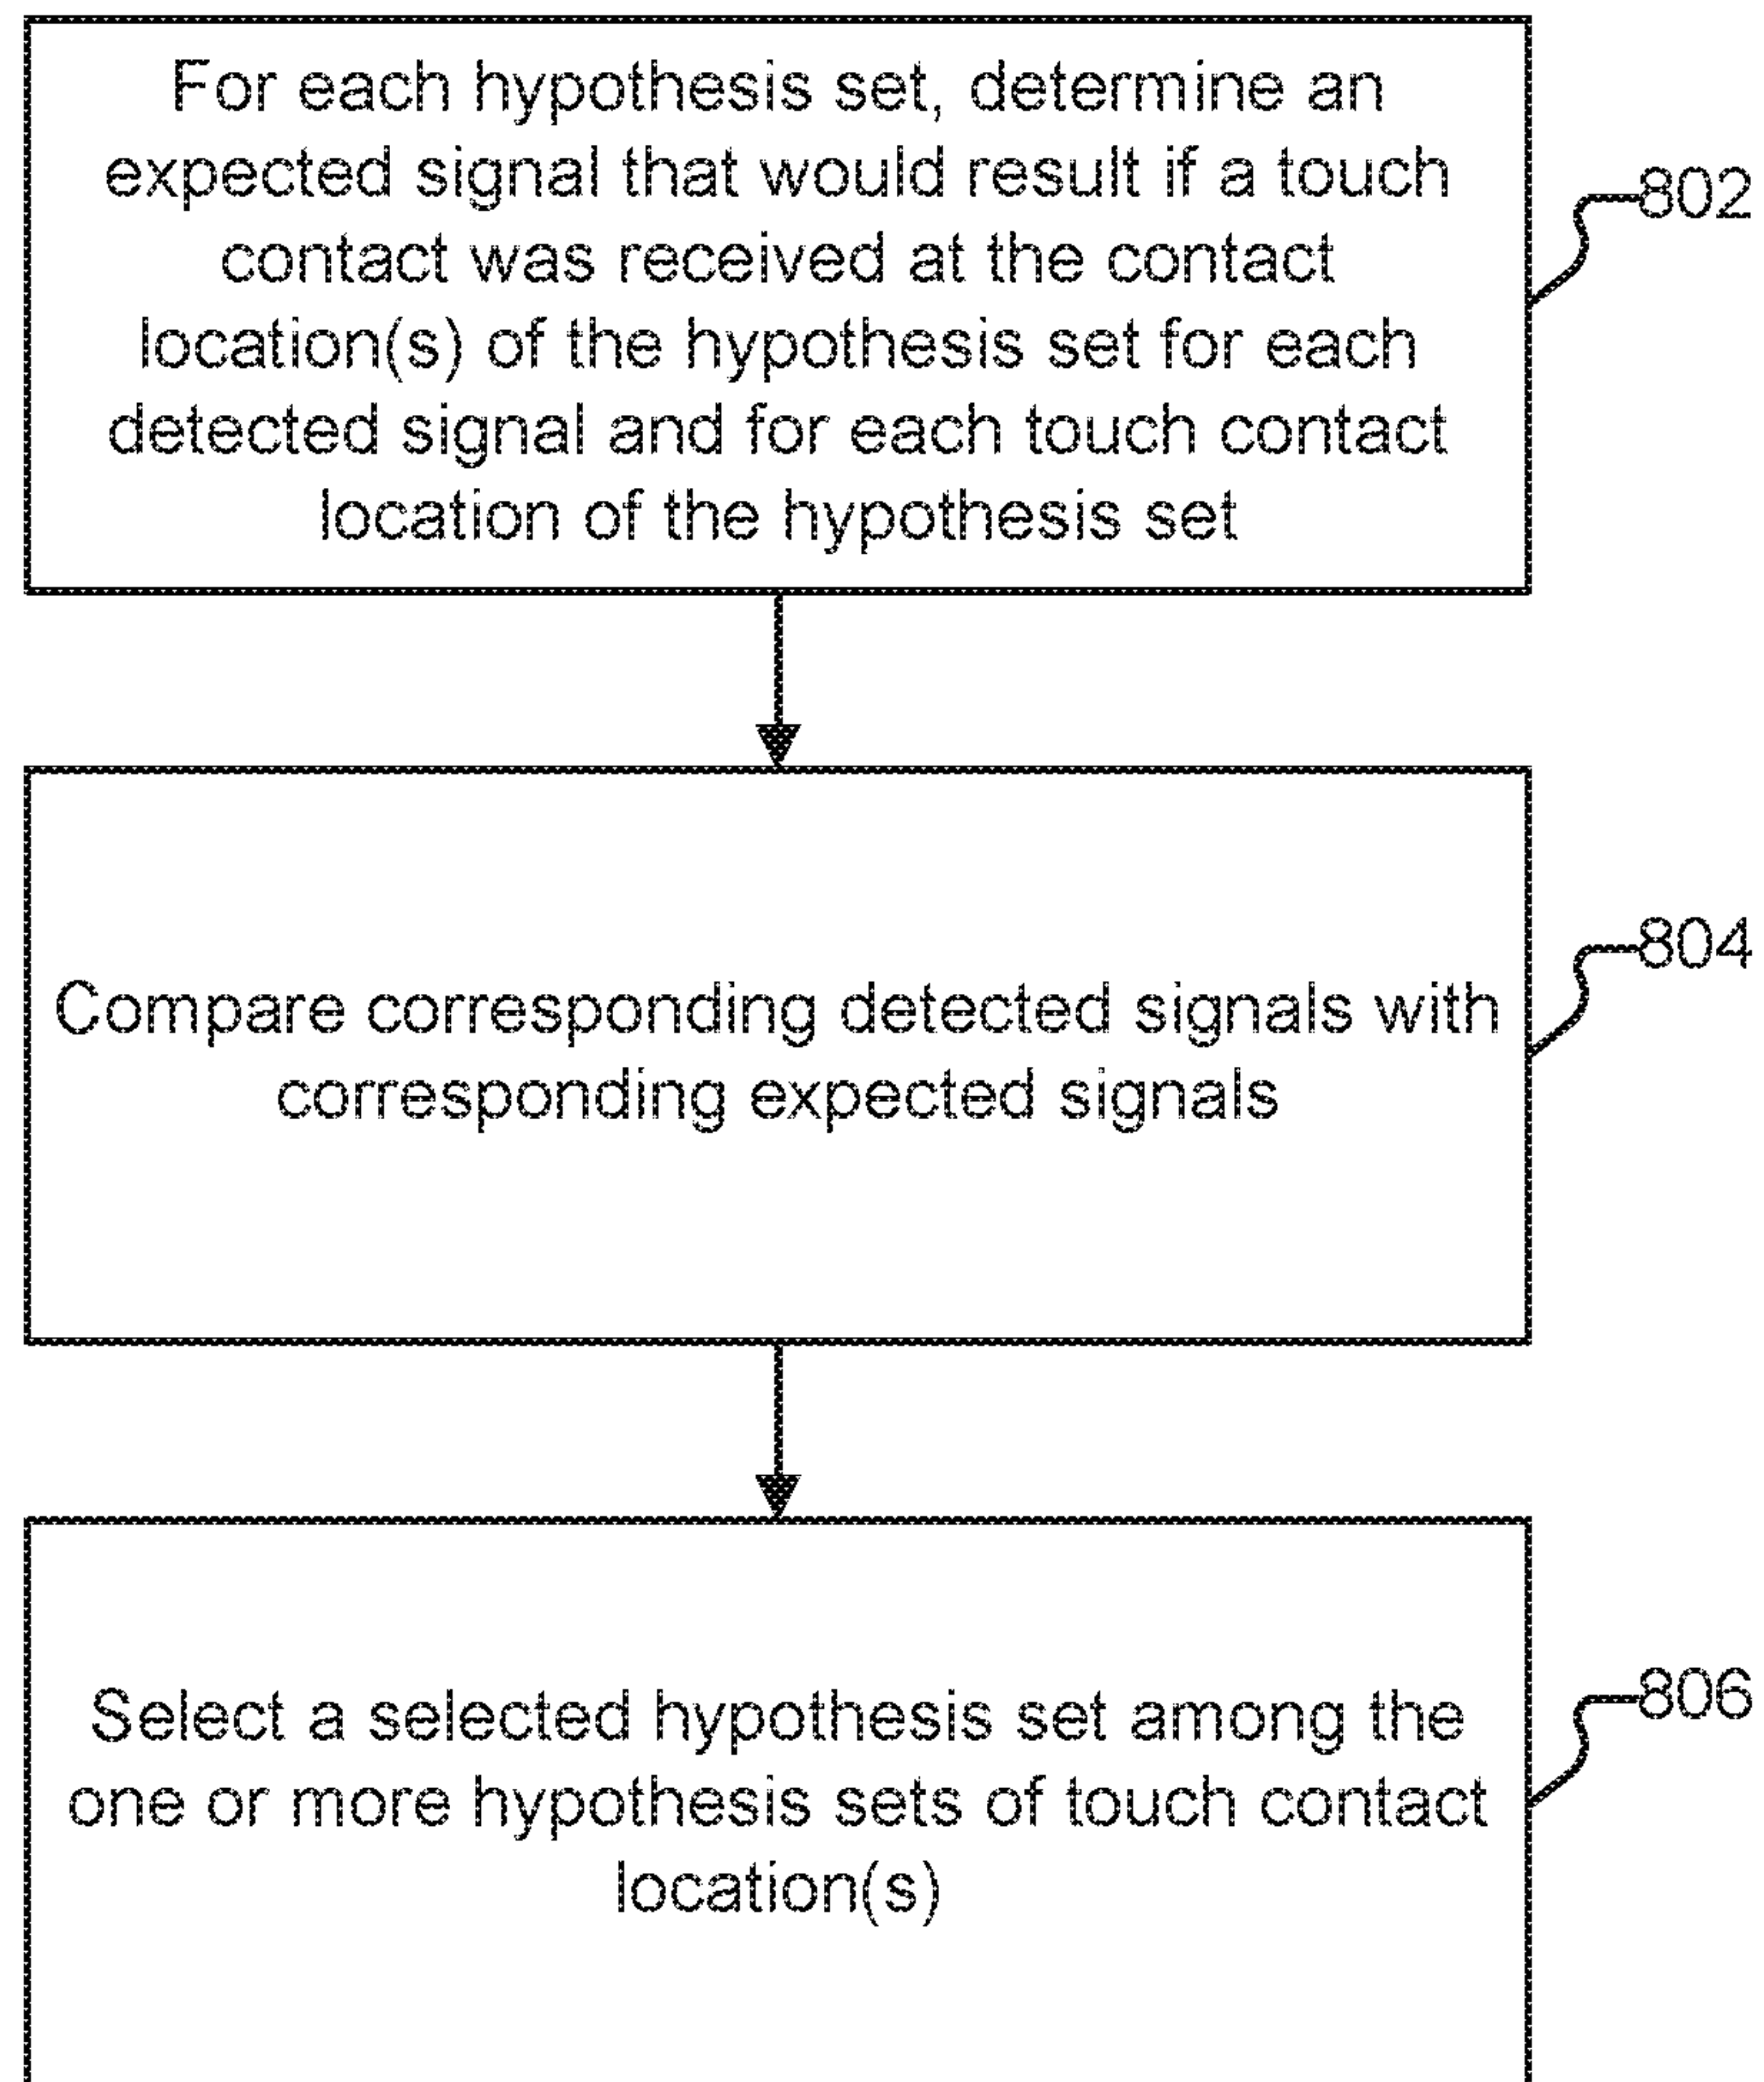 For each hypothesis set, determine an
expected signal that would result if a touch
contact was received at the contact
location(s) of the hypothesis set for each
detected signal and for each touch contact
location of the hypothesis set
802
Compare corresponding detected signals with
corresponding expected signals
804
Select a selected hypothesis set among the
one or more hypothesis sets of touch contact
location(s)
806